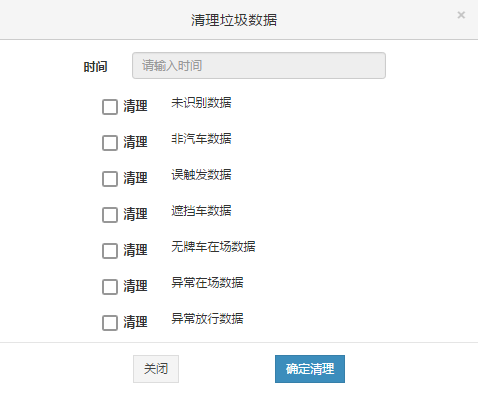 清理垃圾数据 ×
时间 请输入时间
清理 未识别数据
清理 非汽车数据
清理 误触发数据
清理 遮挡车数据
清理 无牌车在场数据
清理 异常在场数据
清理 异常放行数据
关闭 确定清理